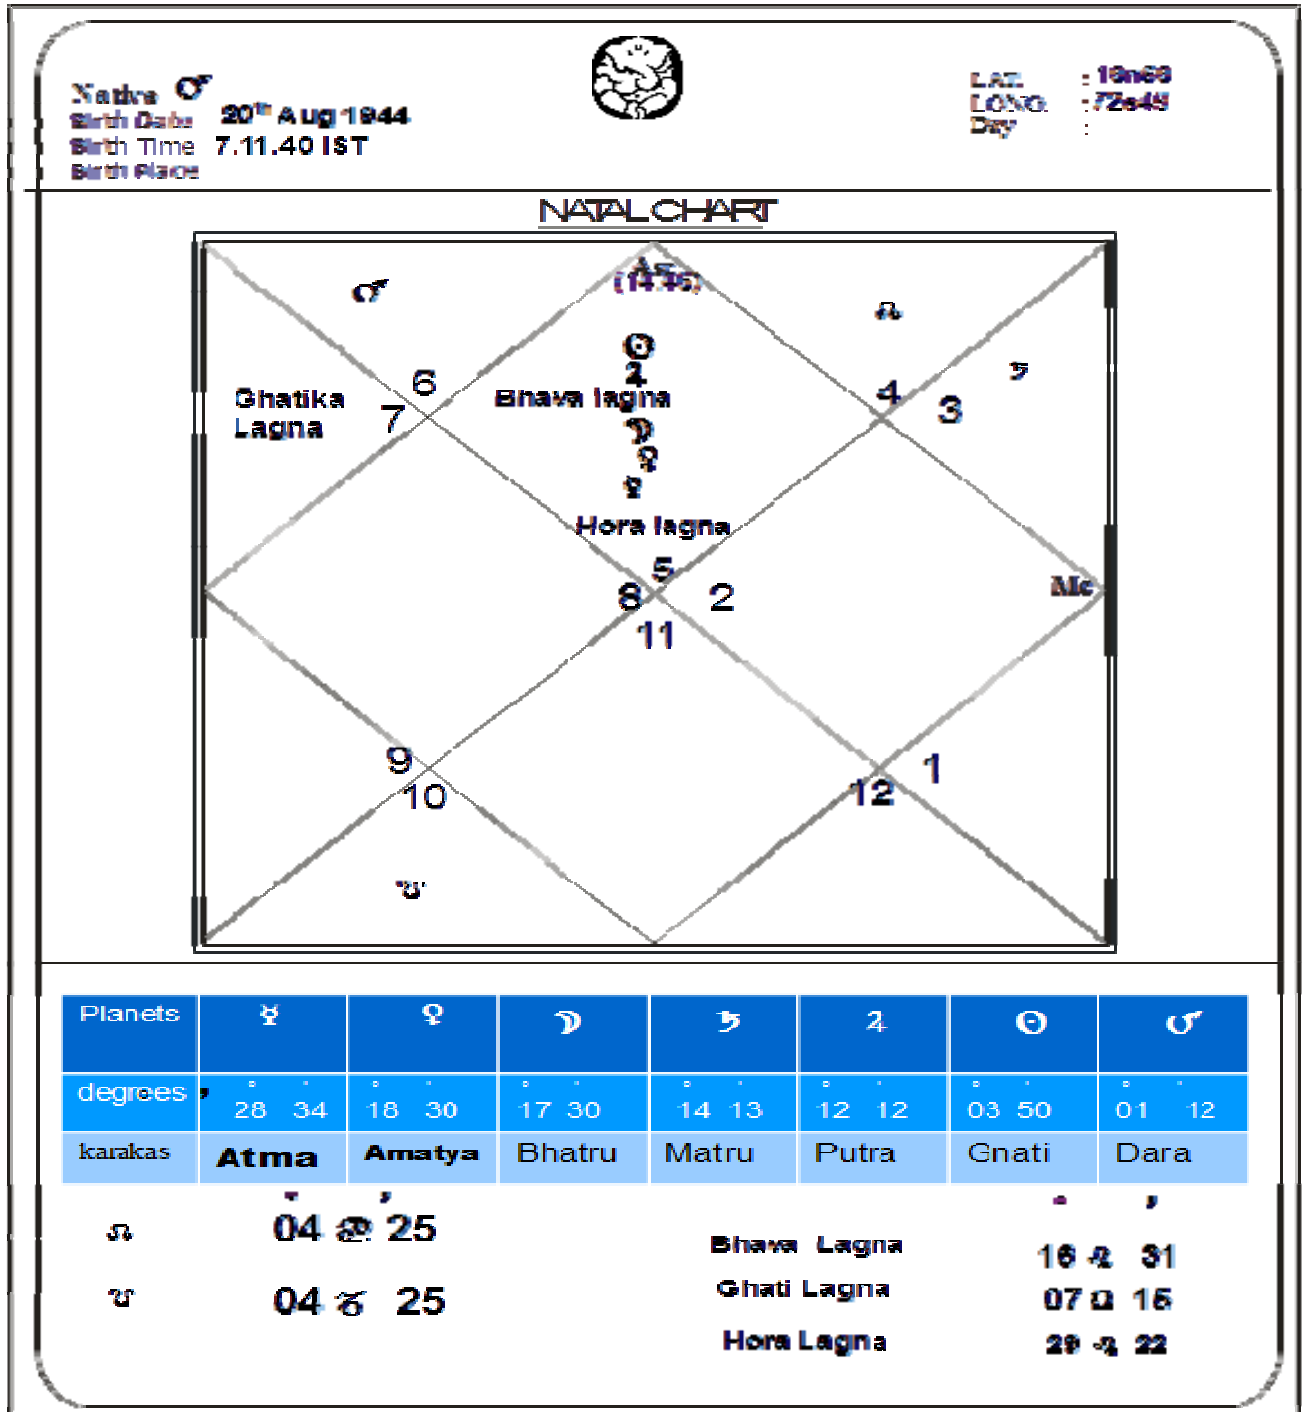 Native ♂
Birth Date 20th Aug 1944
Birth Time 7.11.40 IST
Birth Place
LAT. :
LONG :
Day :
NATAL CHART
As
♂
☊
♄
☉
♃
6
4
Ghatika
Lagna
Bhava lagna
7
3
☽
♀
☿
Hora lagna
5
8
2
Mc
11
9
1
10
12
☋
Planets ☿ ♀ ☽ ♄ ♃ ☉ ♂
degrees , 28° 34' 18° 30' 17° 30' 14° 13' 12° 12' 03° 50' 01° 12'
karakas Atma Amatya Bhatru Matru Putra Gnati Dara
☊ 04 ♋ 25
☋ 04 ♑ 25
Bhava Lagna 16 ♌ 31
Ghati Lagna 07 ♎ 15
Hora Lagna 29 ♌ 22